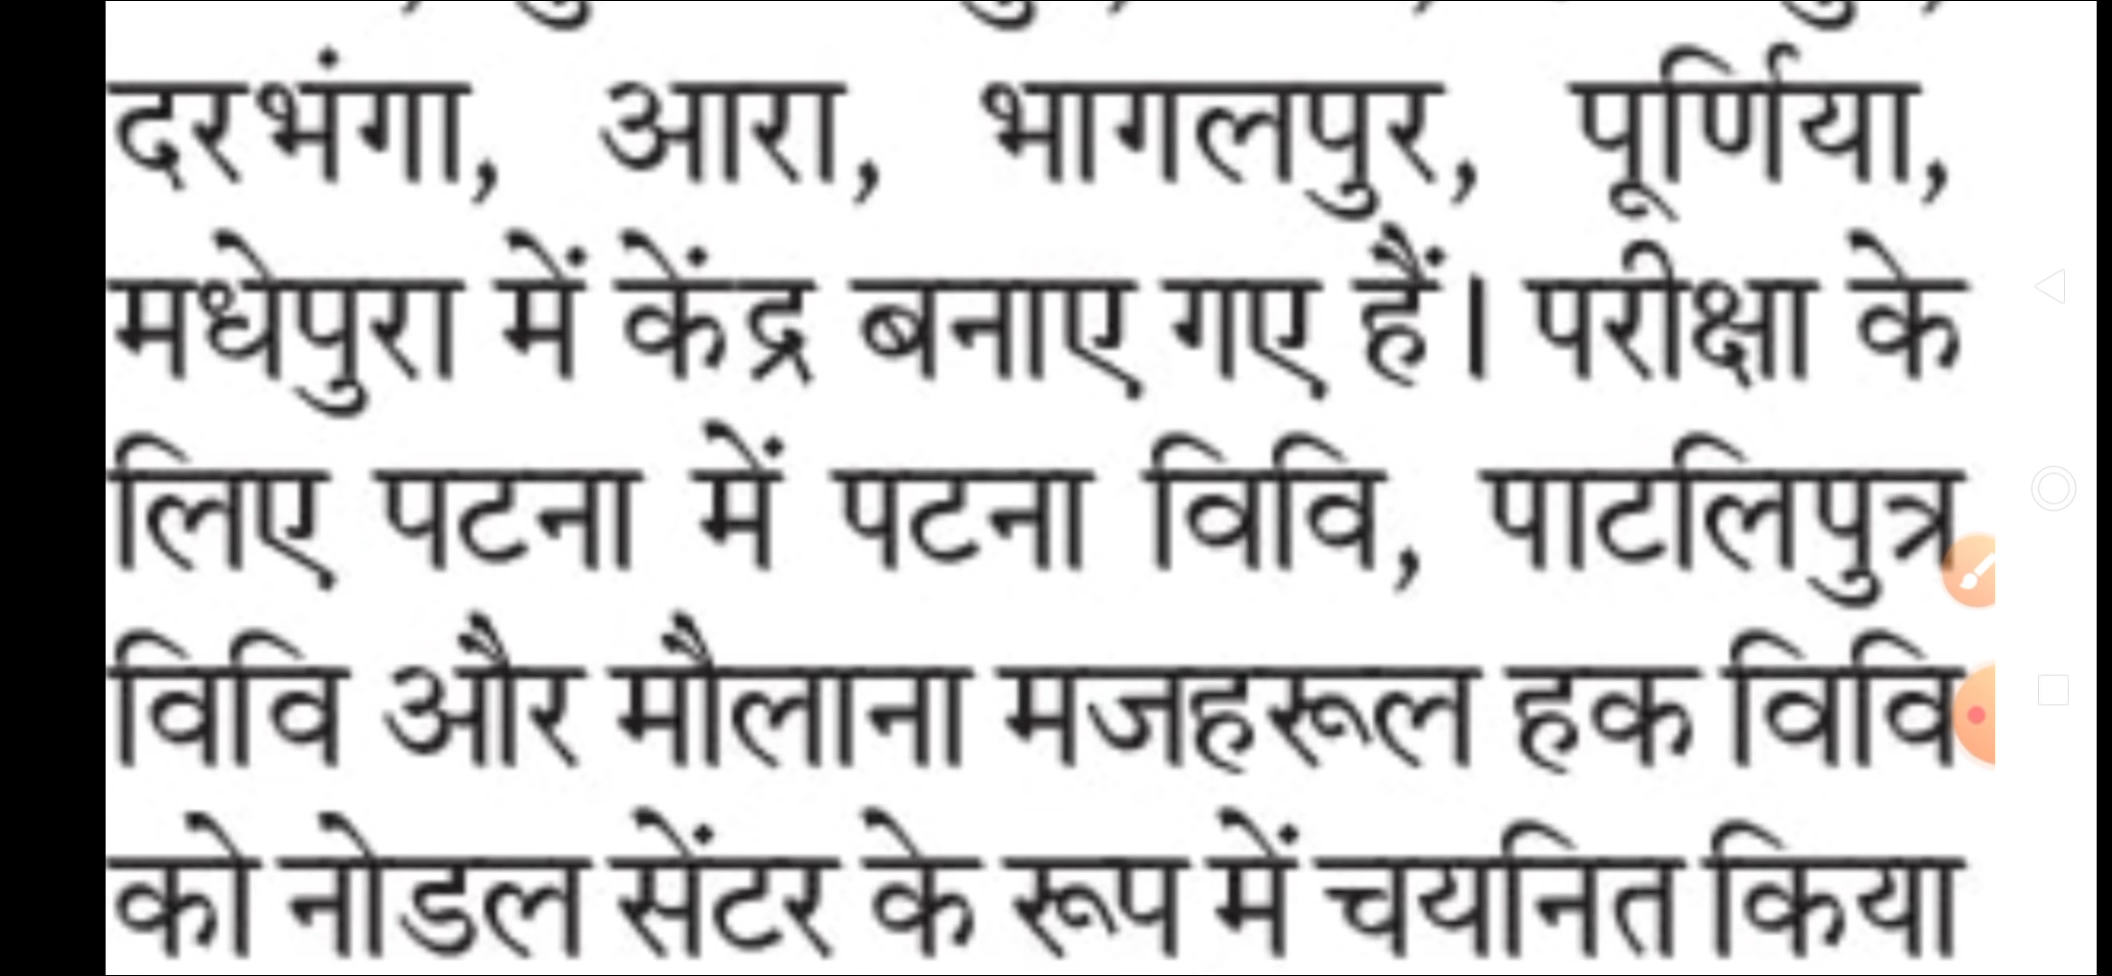 दरभंगा, आरा, भागलपुर, पूर्णिया,
मधेपुरा में केंद्र बनाए गए हैं। परीक्षा के
लिए पटना में पटना विवि, पाटलिपुत्र
विवि और मौलाना मजहरूल हक विवि
को नोडल सेंटर के रूप में चयनित किया